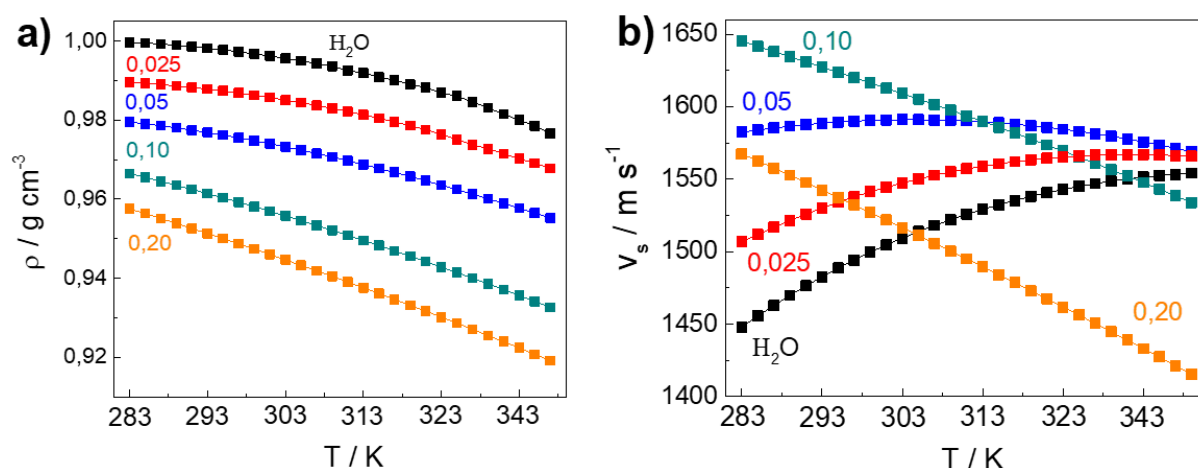 a)
ρ / g cm⁻³
1,00
0,98
0,96
0,94
0,92
H₂O
0,025
0,05
0,10
0,20
283 293 303 313 323 343
T / K
b)
vₛ / m s⁻¹
1650
1600
1550
1500
1450
1400
0,10
0,05
0,025
H₂O
0,20
283 293 303 313 323 343
T / K